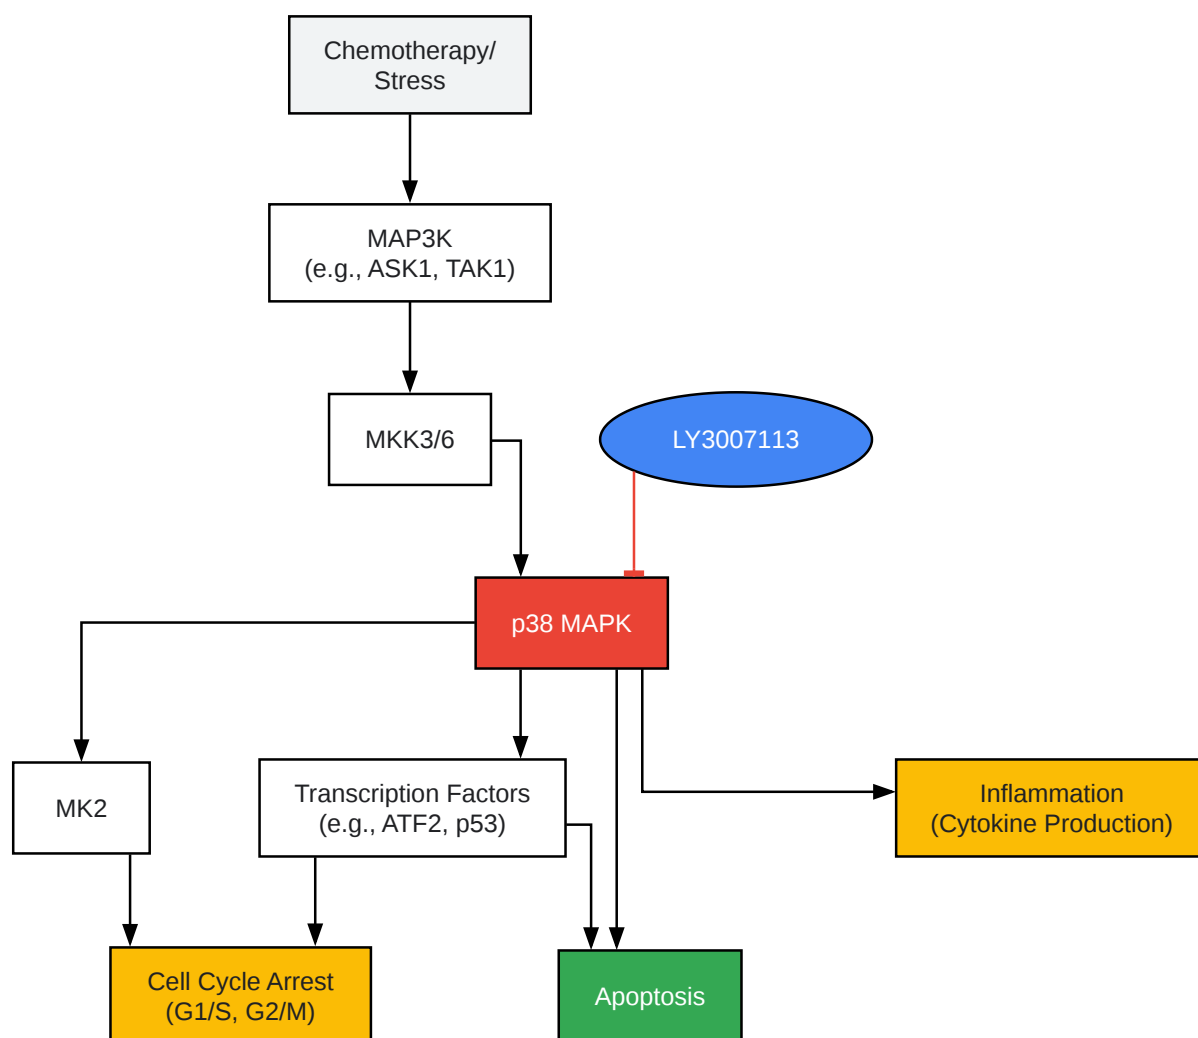 Chemotherapy/
Stress
MAP3K
(e.g., ASK1, TAK1)
MKK3/6
LY3007113
p38 MAPK
MK2
Transcription Factors
(e.g., ATF2, p53)
Inflammation
(Cytokine Production)
Cell Cycle Arrest
(G1/S, G2/M)
Apoptosis